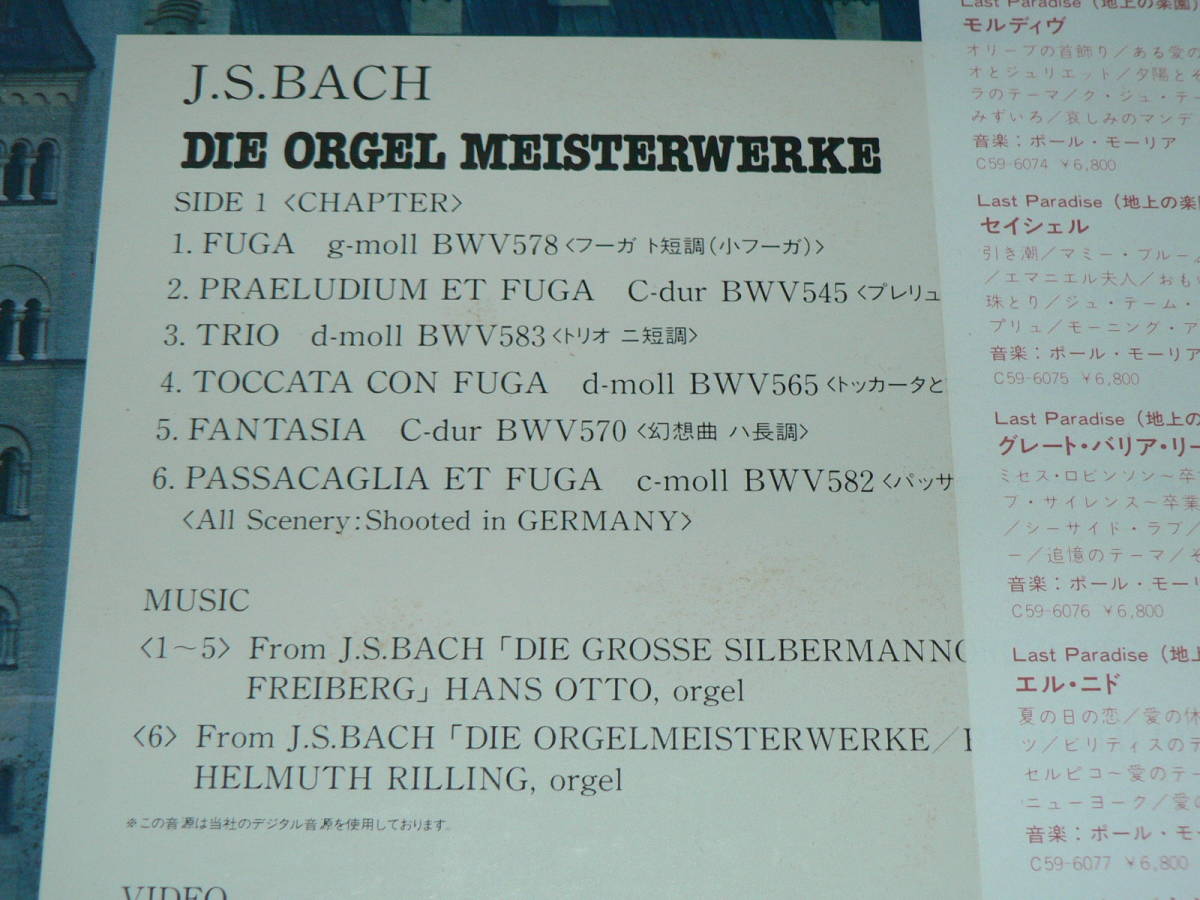 J.S.BACH
DIE ORGEL MEISTERWERKE
SIDE 1 〈CHAPTER〉
1. FUGA g-moll BWV578〈フーガ ト短調(小フーガ)〉
2. PRAELUDIUM ET FUGA C-dur BWV545〈プレリュ
3. TRIO d-moll BWV583〈トリオ ニ短調〉
4. TOCCATA CON FUGA d-moll BWV565〈トッカータと
5. FANTASIA C-dur BWV570〈幻想曲 ハ長調〉
6. PASSACAGLIA ET FUGA c-moll BWV582〈パッサ
〈All Scenery:Shooted in GERMANY〉
MUSIC
〈1~5〉 From J.S.BACH「DIE GROSSE SILBERMANNO
FREIBERG」HANS OTTO, orgel
〈6〉 From J.S.BACH「DIE ORGELMEISTERWERKE/
HELMUTH RILLING, orgel
※この音源は当社のデジタル音源を使用しております。
VIDEO
Last Paradise (地上の楽園)
モルディヴ
オリーブの首飾り/ある愛の
オとジュリエット/夕陽とそ
ラのテーマ/ク・ジュ・テー
みずいろ/哀しみのマンデ
音楽:ポール・モーリア
C59-6074 ¥6,800
Last Paradise (地上の楽園
セイシェル
引き潮/マミー・ブルー
/エマニエル夫人/おも
珠とり/ジュ・テーム・
プリュ/モーニング・ア
音楽:ポール・モーリア
C59-6075 ¥6,800
Last Paradise (地上の
グレート・バリア・リー
ミセス・ロビンソン~卒
ブ・サイレンス~卒業
/シーサイド・ラブ/
ー/追憶のテーマ/そ
音楽:ポール・モーリ
C59-6076 ¥6,800
Last Paradise (地
エル・ニド
夏の日の恋/愛の休
ツ/ビリティスのテ
セルピコ~愛のテー
ニューヨーク/愛の
音楽:ポール・モ
C59-6077 ¥6,800